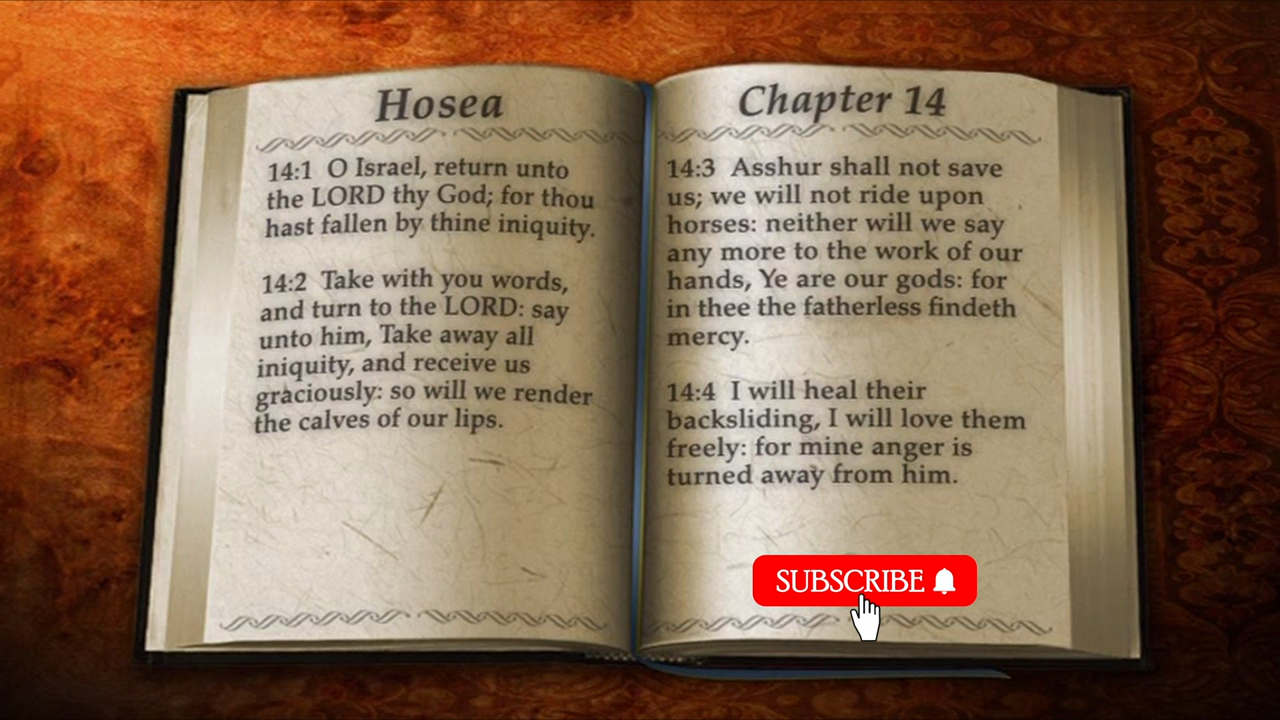 Hosea
14:1 O Israel, return unto
the LORD thy God; for thou
hast fallen by thine iniquity.
14:2 Take with you words,
and turn to the LORD: say
unto him, Take away all
iniquity, and receive us
graciously: so will we render
the calves of our lips.
Chapter 14
14:3 Asshur shall not save
us; we will not ride upon
horses: neither will we say
any more to the work of our
hands, Ye are our gods: for
in thee the fatherless findeth
mercy.
14:4 I will heal their
backsliding, I will love them
freely: for mine anger is
turned away from him.
SUBSCRIBE